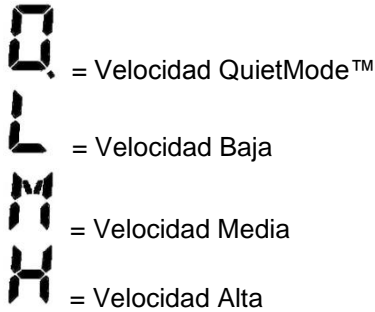 Q = Velocidad QuietMode™
L = Velocidad Baja
M = Velocidad Media
H = Velocidad Alta